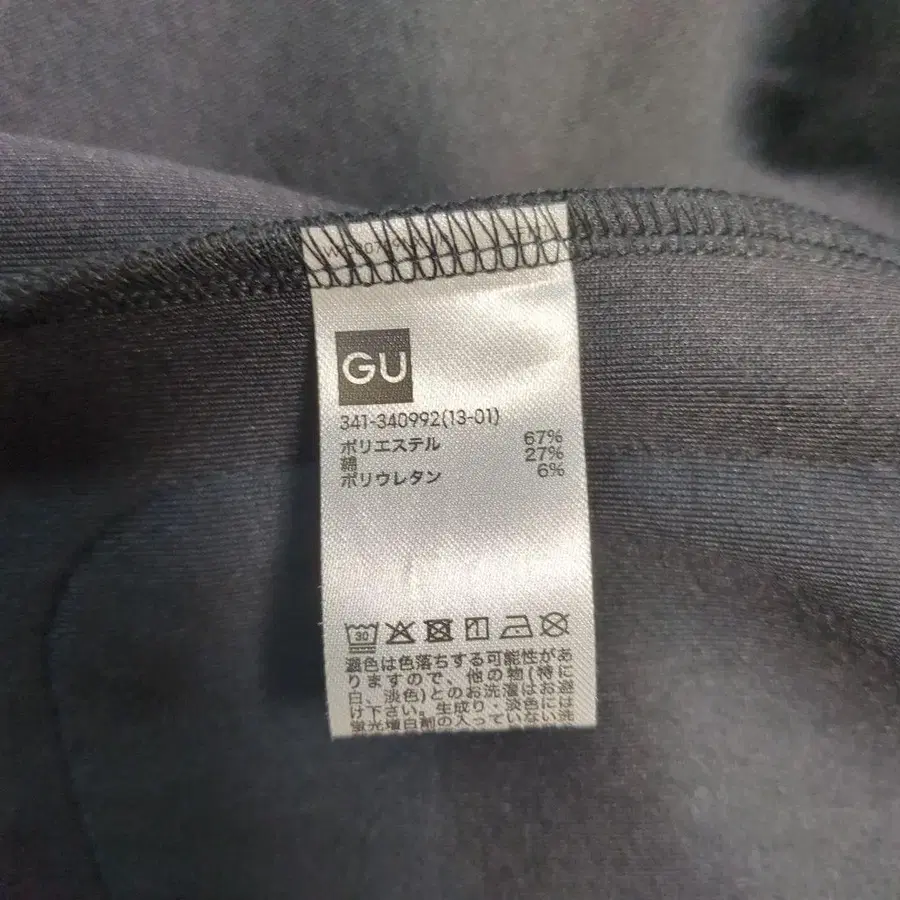 GU
341-340992(13-01)
ポリエステル 67%
綿 27%
ポリウレタン 6%
30
濃色は色落ちする可能性があ
りますので、他の物(特に
白、淡色)とのお洗濯はお避
け下さい。生成り・淡色には
蛍光増白剤の入っていない洗